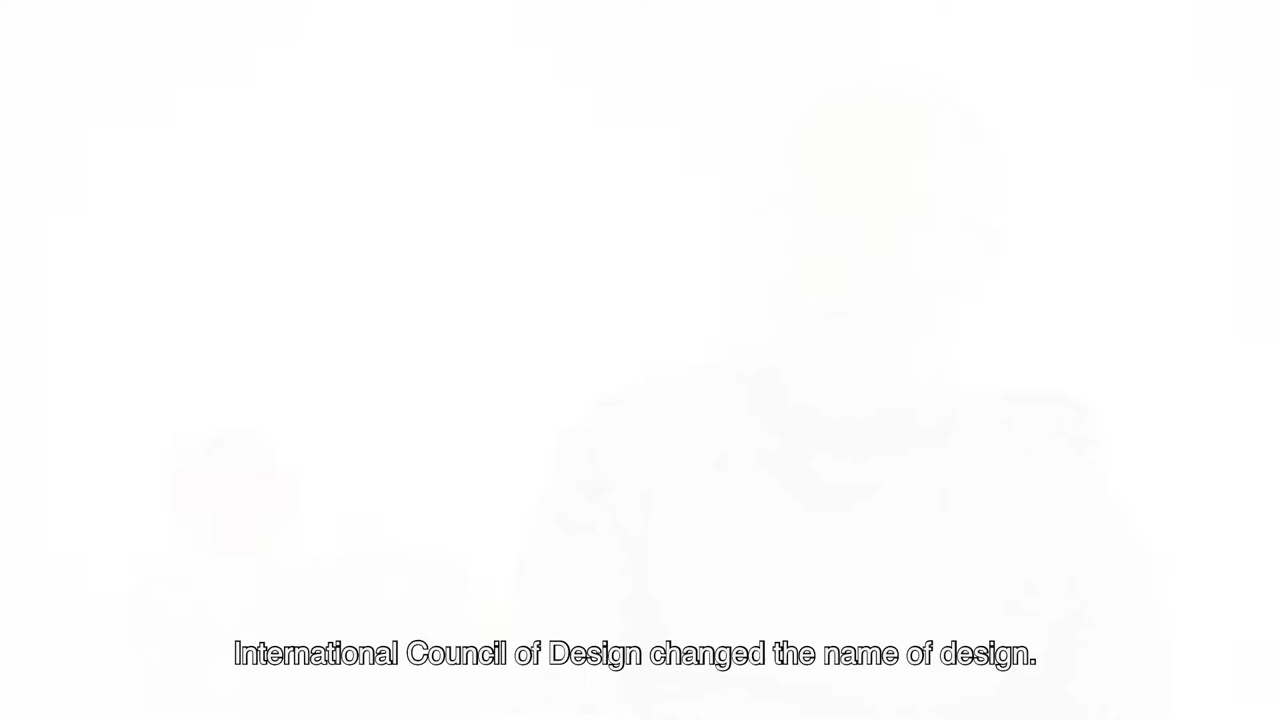 International Council of Design changed the name of design.